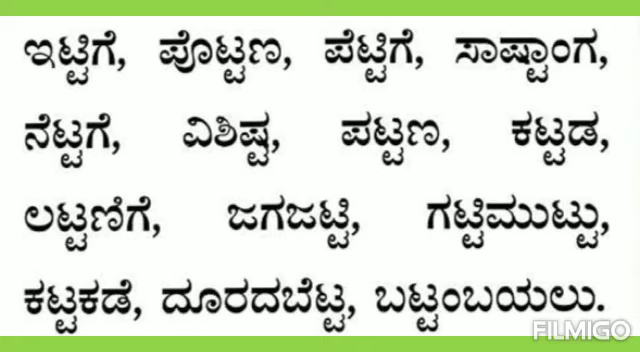 ಇಟ್ಟಿಗೆ, ಪೊಟ್ಟಣ, ಪೆಟ್ಟಿಗೆ, ಸಾಷ್ಟಾಂಗ,
ನೆಟ್ಟಗೆ, ವಿಶಿಷ್ಟ, ಪಟ್ಟಣ, ಕಟ್ಟಡ,
ಲಟ್ಟಣಿಗೆ, ಜಗಜಟ್ಟಿ, ಗಟ್ಟಿಮುಟ್ಟು,
ಕಟ್ಟಕಡೆ, ದೂರದಬೆಟ್ಟ, ಬಟ್ಟಂಬಯಲು.
FILMIGO